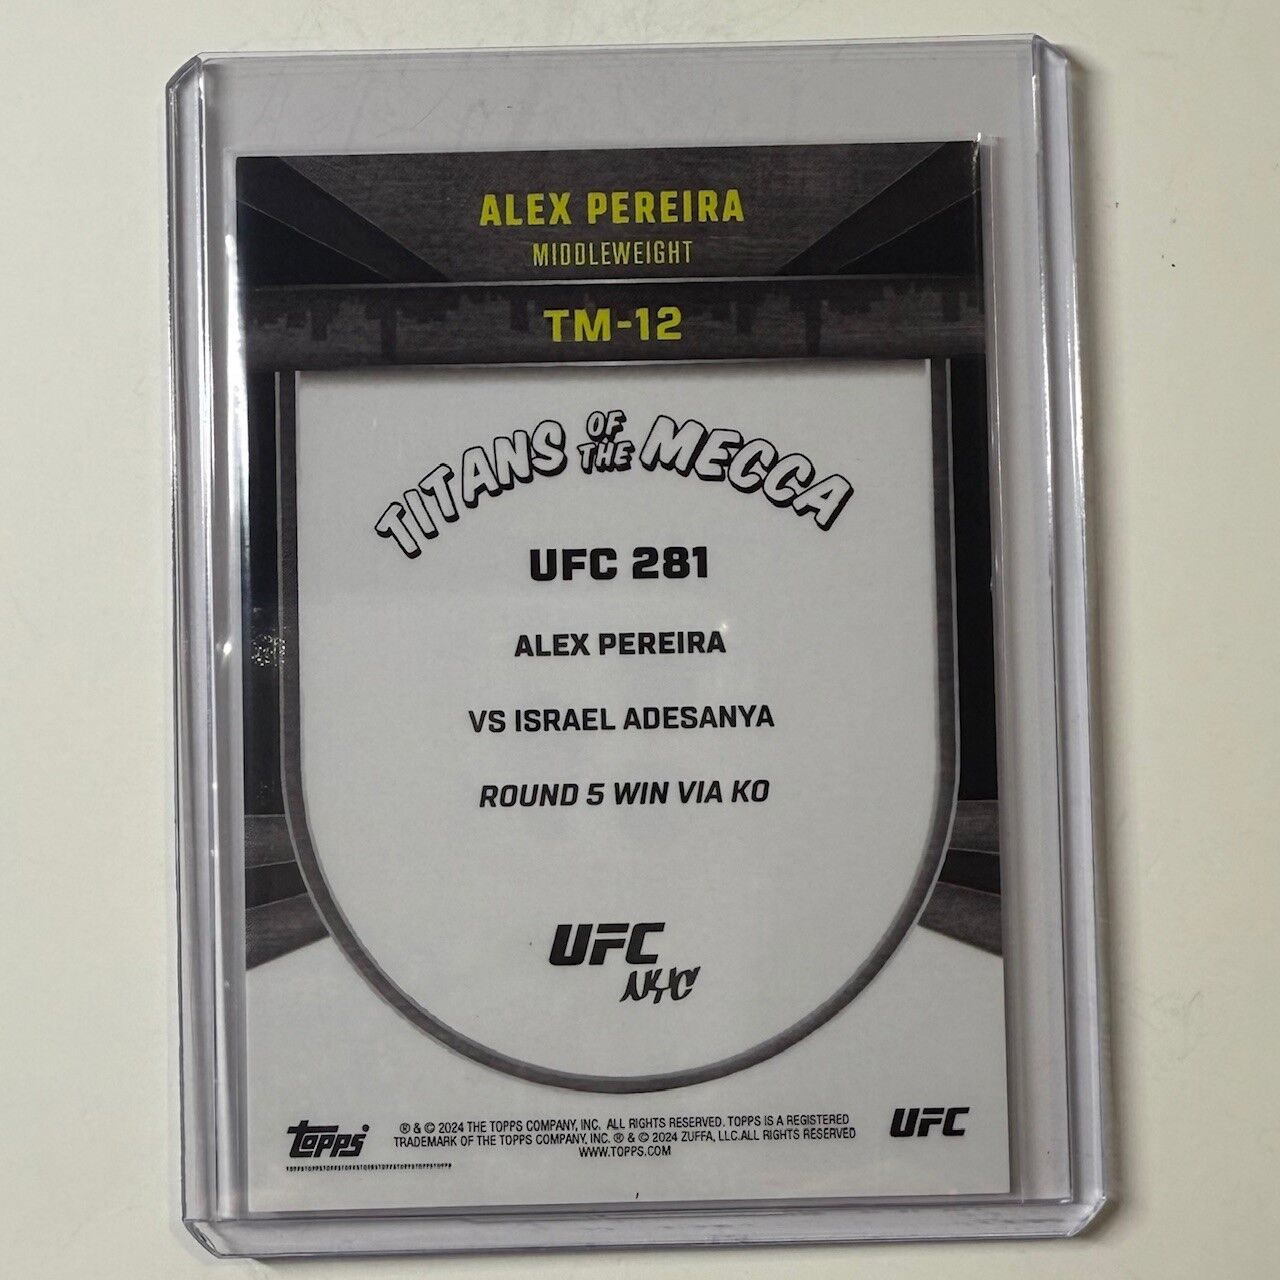 ALEX PEREIRA
MIDDLEWEIGHT
TM-12
TITANS OF THE MECCA
UFC 281
ALEX PEREIRA
VS ISRAEL ADESANYA
ROUND 5 WIN VIA KO
UFC
NYC
topps
® & © 2024 THE TOPPS COMPANY, INC. ALL RIGHTS RESERVED. TOPPS IS A REGISTERED
TRADEMARK OF THE TOPPS COMPANY, INC. ® & © 2024 ZUFFA, LLC.ALL RIGHTS RESERVED
WWW.TOPPS.COM
UFC